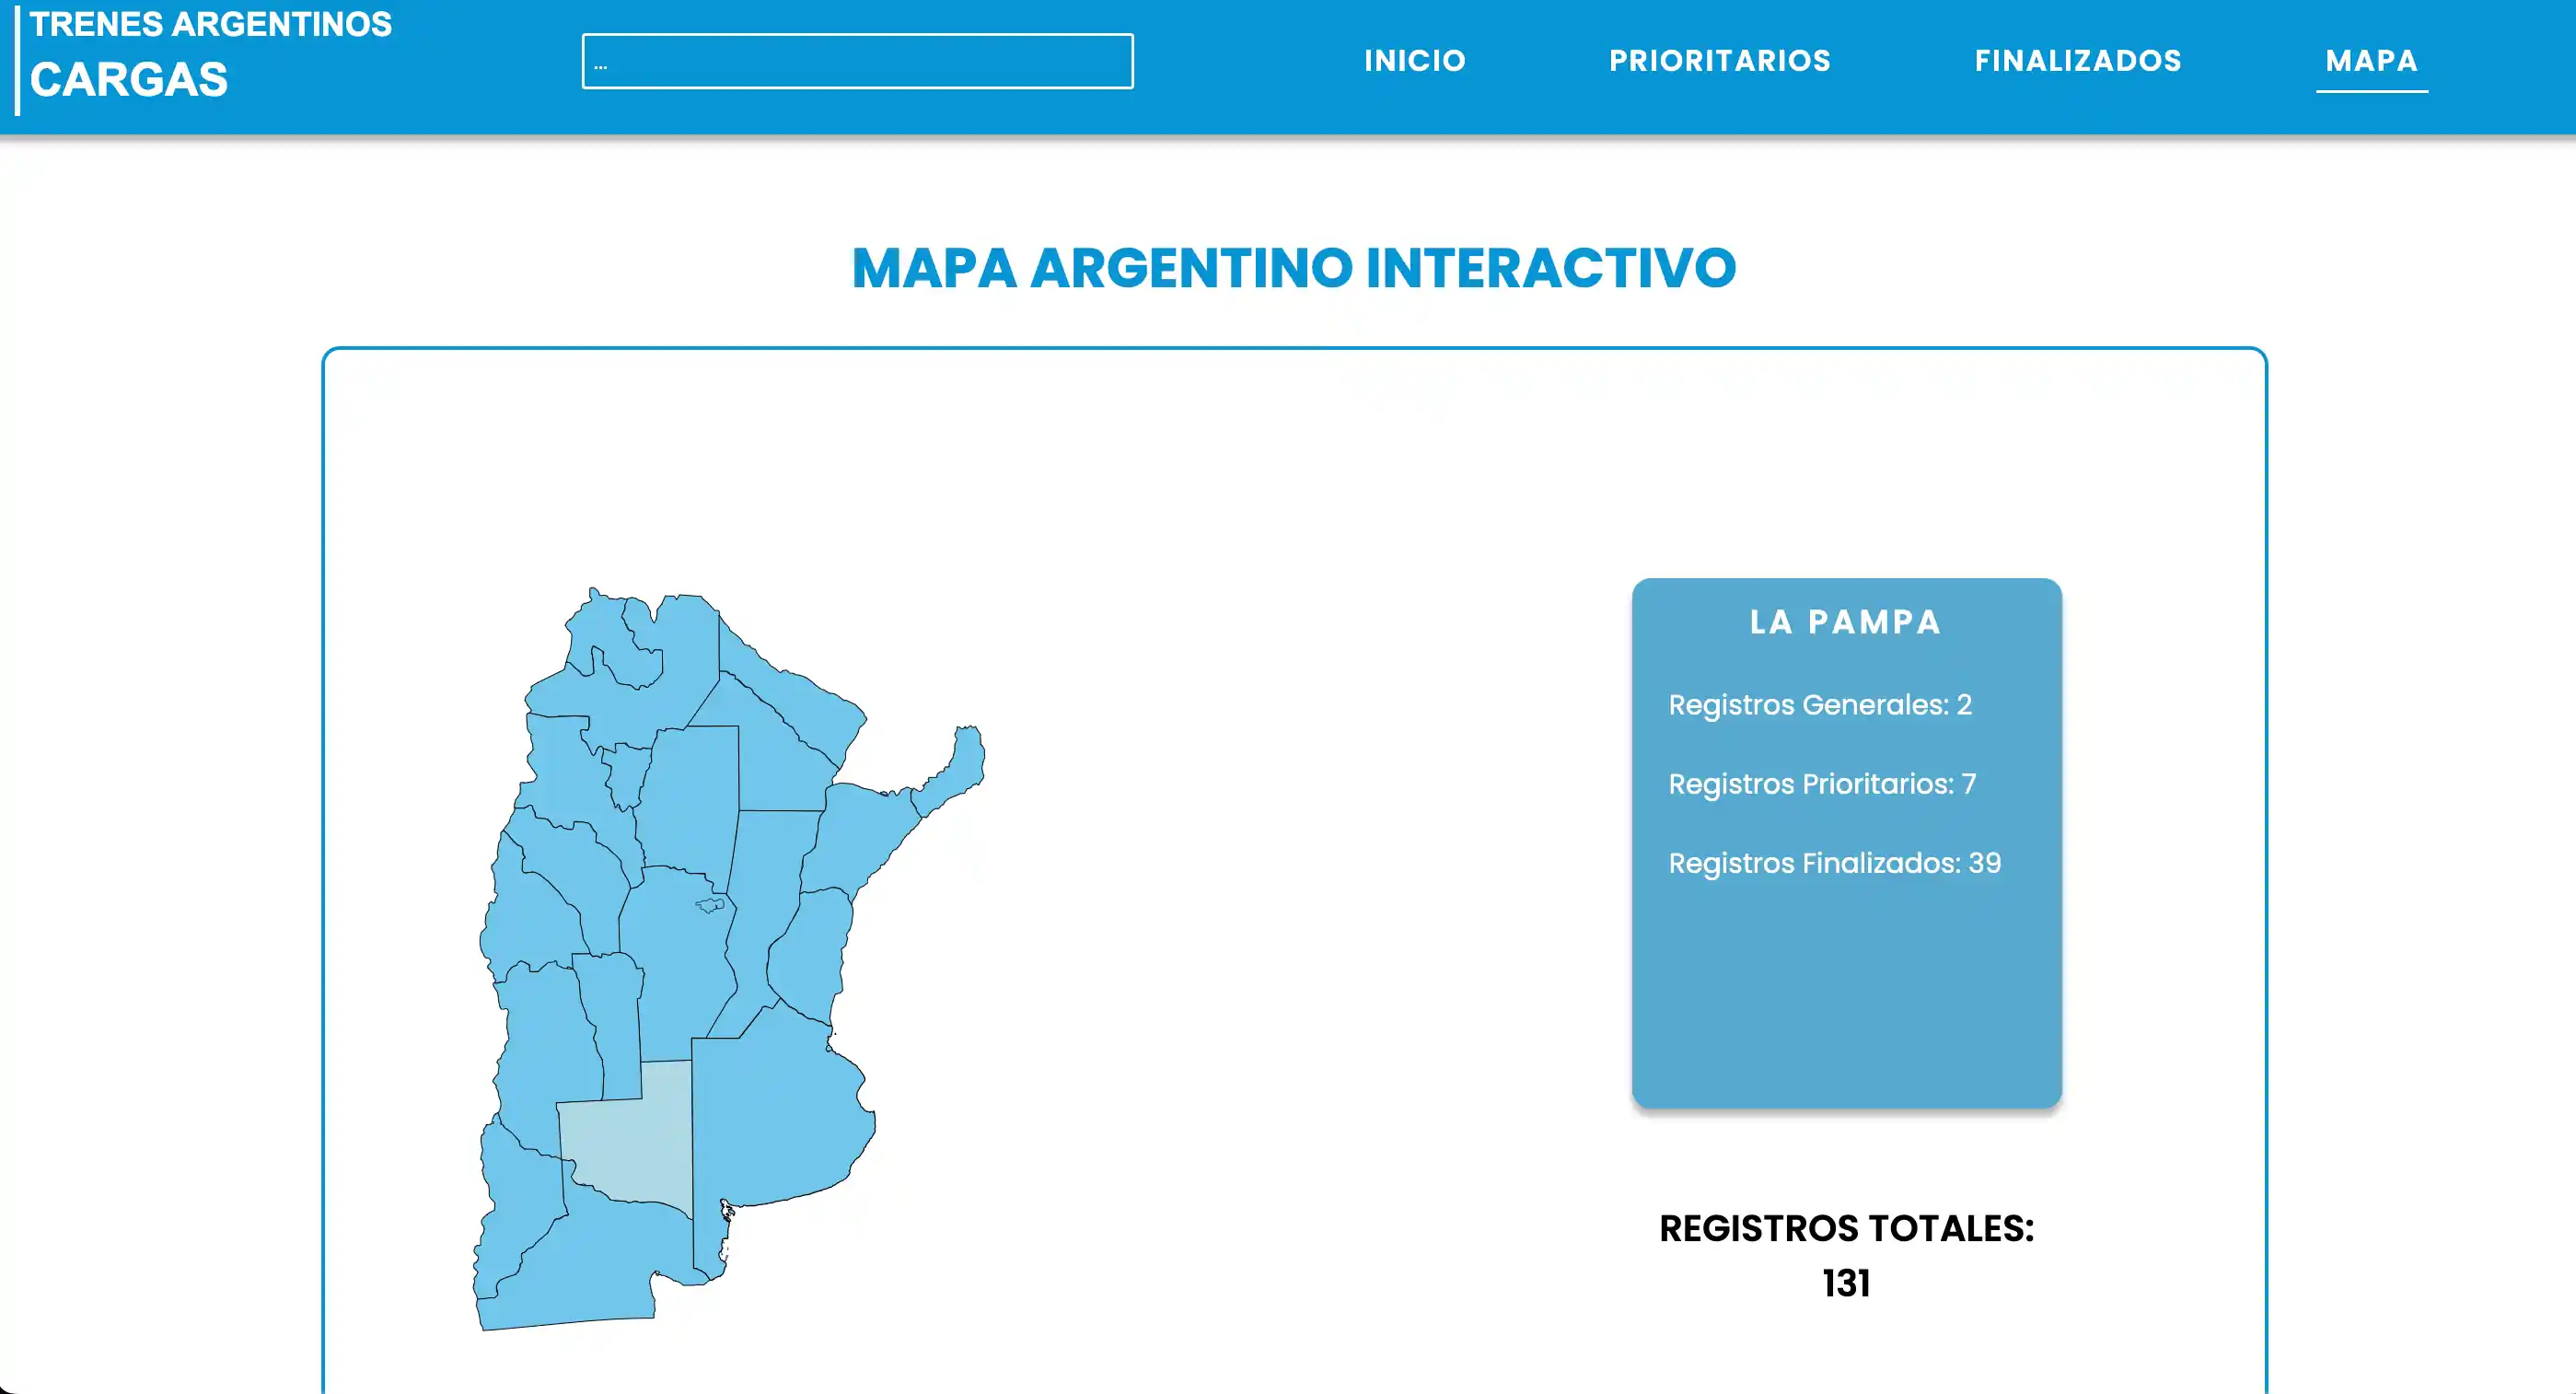 TRENES ARGENTINOS
CARGAS
...
INICIO
PRIORITARIOS
FINALIZADOS
MAPA
MAPA ARGENTINO INTERACTIVO
LA PAMPA
Registros Generales: 2
Registros Prioritarios: 7
Registros Finalizados: 39
REGISTROS TOTALES:
131